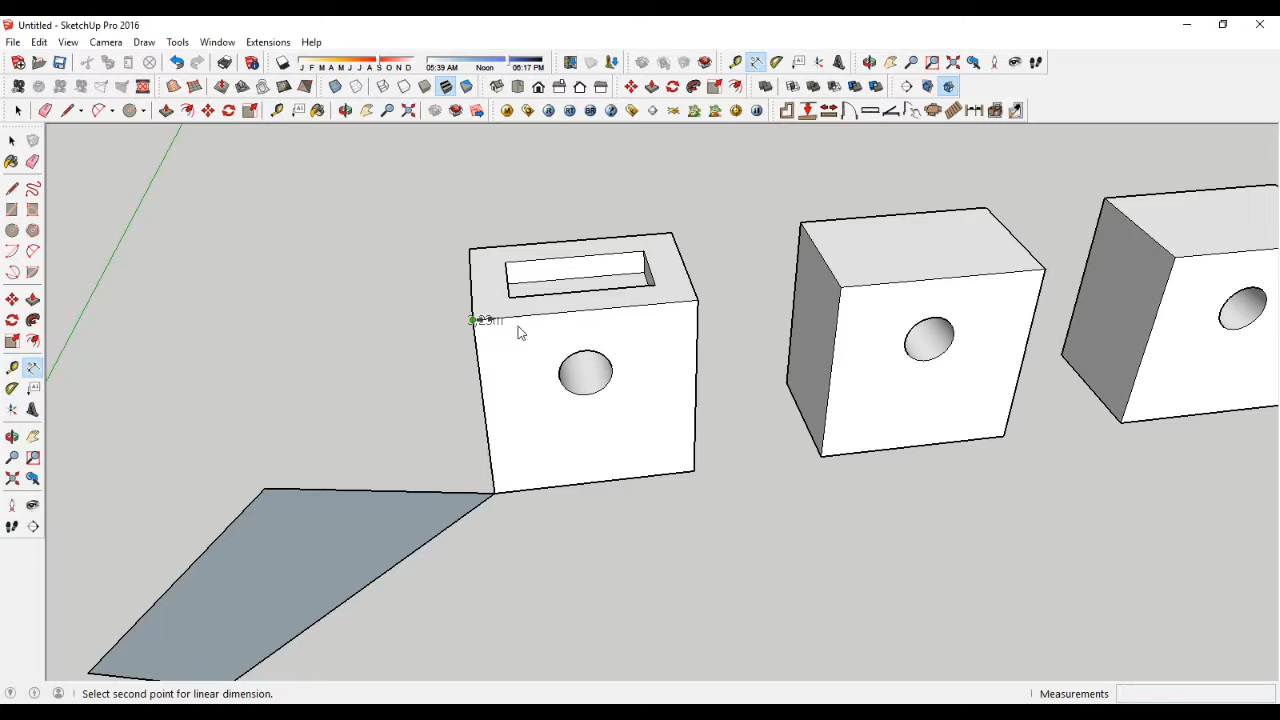 Untitled - SketchUp Pro 2016
File Edit View Camera Draw Tools Window Extensions Help
J F M A M J J A S O N D 05:39 AM Noon 06:17 PM
Select second point for linear dimension.
Measurements